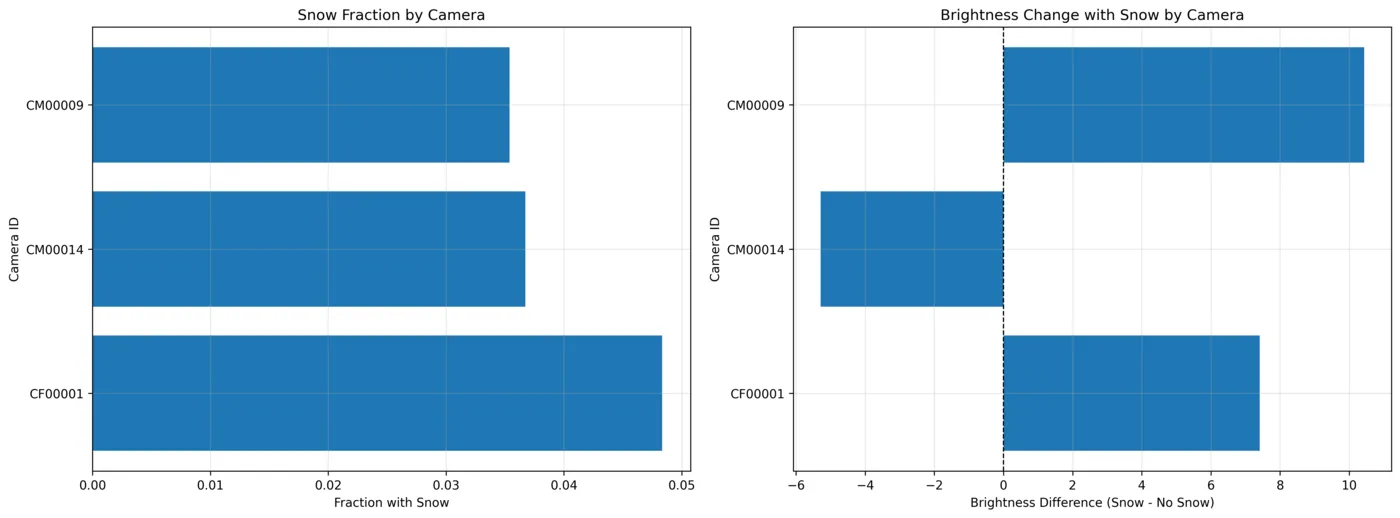 Snow Fraction by Camera
Camera ID
CM00009
CM00014
CF00001
0.00 0.01 0.02 0.03 0.04 0.05
Fraction with Snow
Brightness Change with Snow by Camera
Camera ID
CM00009
CM00014
CF00001
−6 −4 −2 0 2 4 6 8 10
Brightness Difference (Snow - No Snow)